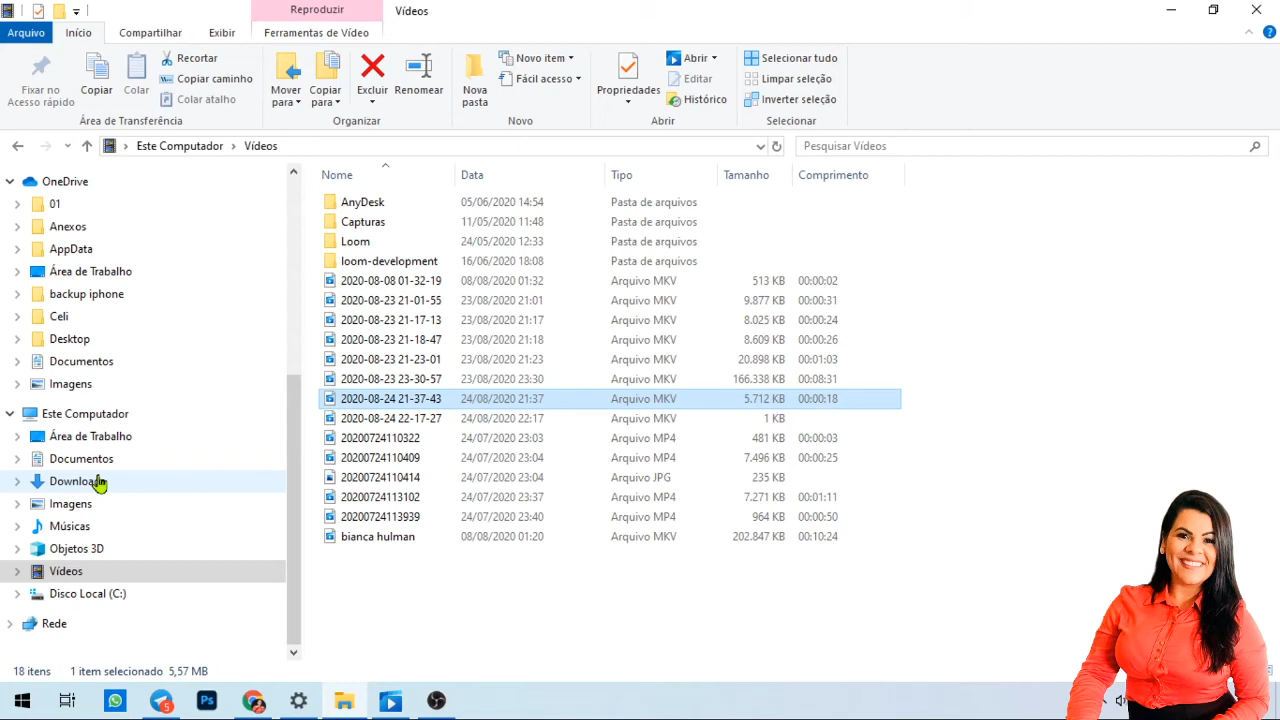 Reproduzir
Vídeos
Arquivo
Início
Compartilhar
Exibir
Ferramentas de Vídeo
Fixar no
Acesso rápido
Copiar
Colar
Recortar
Copiar caminho
Colar atalho
Área de Transferência
Mover
para
Copiar
para
Excluir
Renomear
Organizar
Nova
pasta
Novo item
Fácil acesso
Novo
Propriedades
Abrir
Editar
Histórico
Abrir
Selecionar tudo
Limpar seleção
Inverter seleção
Selecionar
Este Computador > Vídeos
Pesquisar Vídeos
OneDrive
01
Anexos
AppData
Área de Trabalho
backup iphone
Celi
Desktop
Documentos
Imagens
Este Computador
Área de Trabalho
Documentos
Downloads
Imagens
Músicas
Objetos 3D
Vídeos
Disco Local (C:)
Rede
Nome Data Tipo Tamanho Comprimento
AnyDesk 05/06/2020 14:54 Pasta de arquivos
Capturas 11/05/2020 11:48 Pasta de arquivos
Loom 24/05/2020 12:33 Pasta de arquivos
loom-development 16/06/2020 18:08 Pasta de arquivos
2020-08-08 01-32-19 08/08/2020 01:32 Arquivo MKV 513 KB 00:00:02
2020-08-23 21-01-55 23/08/2020 21:01 Arquivo MKV 9.877 KB 00:00:31
2020-08-23 21-17-13 23/08/2020 21:17 Arquivo MKV 8.025 KB 00:00:24
2020-08-23 21-18-47 23/08/2020 21:18 Arquivo MKV 8.609 KB 00:00:26
2020-08-23 21-23-01 23/08/2020 21:23 Arquivo MKV 20.898 KB 00:01:03
2020-08-23 23-30-57 23/08/2020 23:30 Arquivo MKV 166.338 KB 00:08:31
2020-08-24 21-37-43 24/08/2020 21:37 Arquivo MKV 5.712 KB 00:00:18
2020-08-24 22-17-27 24/08/2020 22:17 Arquivo MKV 1 KB
20200724110322 24/07/2020 23:03 Arquivo MP4 481 KB 00:00:03
20200724110409 24/07/2020 23:04 Arquivo MP4 7.496 KB 00:00:25
20200724110414 24/07/2020 23:04 Arquivo JPG 235 KB
20200724113102 24/07/2020 23:37 Arquivo MP4 7.271 KB 00:01:11
20200724113939 24/07/2020 23:40 Arquivo MP4 964 KB 00:00:50
bianca hulman 08/08/2020 01:20 Arquivo MKV 202.847 KB 00:10:24
18 itens 1 item selecionado 5,57 MB
Ps
5